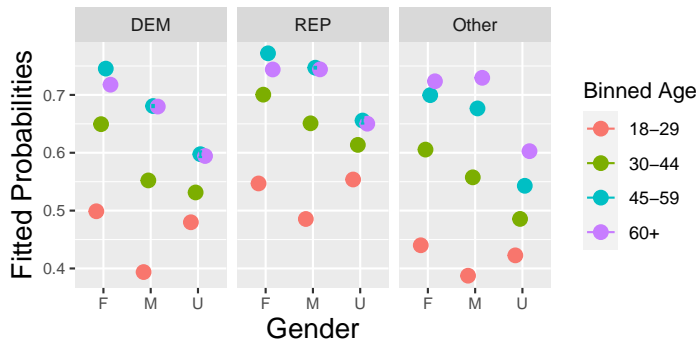 DEM REP Other
Fitted Probabilities
0.7
0.6
0.5
0.4
F M U F M U F M U
Gender
Binned Age
18–29
30–44
45–59
60+